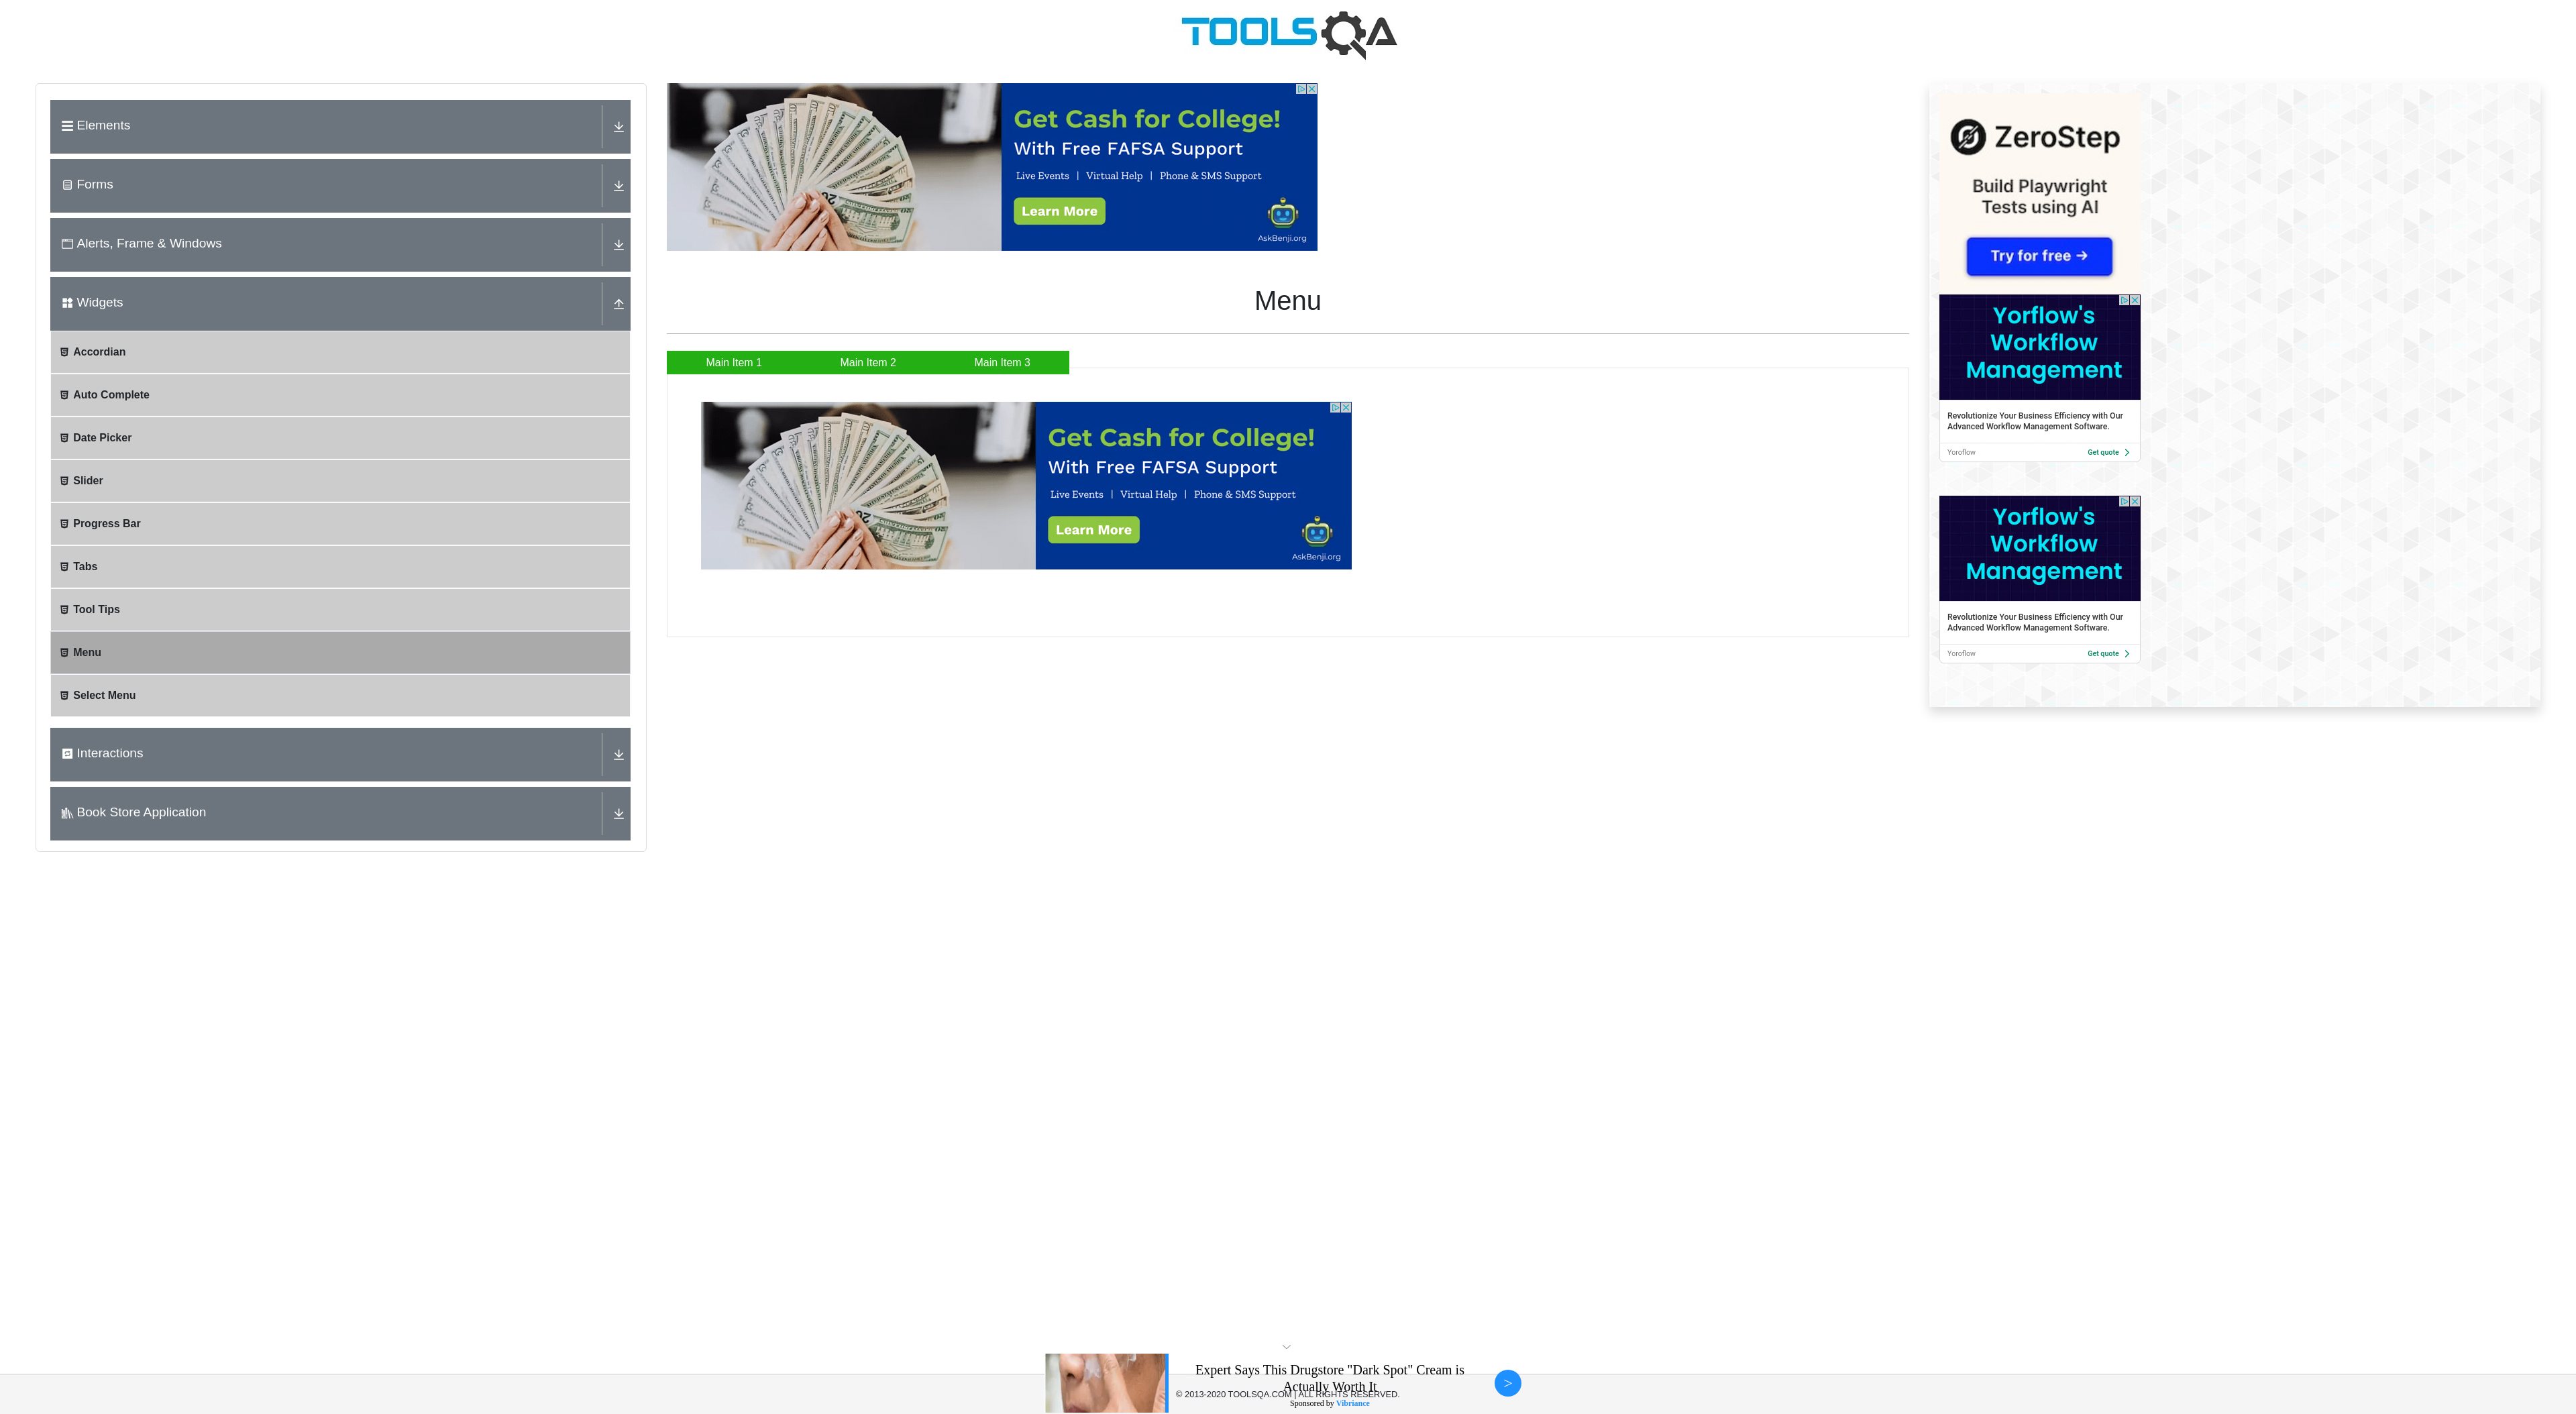 TOOLSQA
Elements
Forms
Alerts, Frame & Windows
Widgets
Accordian
Auto Complete
Date Picker
Slider
Progress Bar
Tabs
Tool Tips
Menu
Select Menu
Interactions
Book Store Application
Get Cash for College!
With Free FAFSA Support
Live Events | Virtual Help | Phone & SMS Support
Learn More
AskBenji.org
Menu
Main Item 1 Main Item 2 Main Item 3
Get Cash for College!
With Free FAFSA Support
Live Events | Virtual Help | Phone & SMS Support
Learn More
AskBenji.org
ZeroStep
Build Playwright
Tests using AI
Try for free →
Yorflow's
Workflow
Management
Revolutionize Your Business Efficiency with Our
Advanced Workflow Management Software.
Yoroflow Get quote >
Yorflow's
Workflow
Management
Revolutionize Your Business Efficiency with Our
Advanced Workflow Management Software.
Yoroflow Get quote >
Expert Says This Drugstore "Dark Spot" Cream is
Actually Worth It
>
© 2013-2020 TOOLSQA.COM | ALL RIGHTS RESERVED.
Sponsored by Vibriance